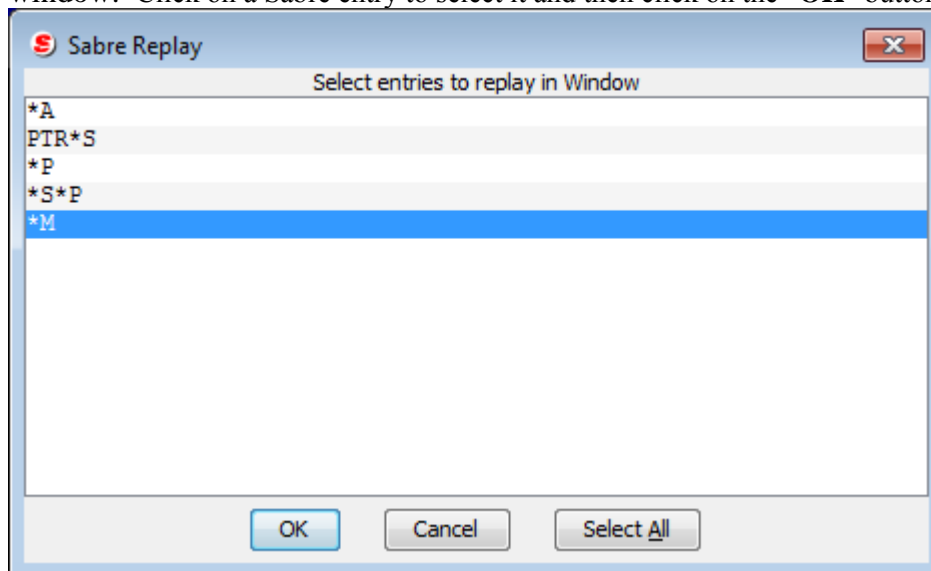 window. Click on a Sabre entry to select it and then click on the "OK" button
Sabre Replay
Select entries to replay in Window
*A
PTR*S
*P
*S*P
*M
OK Cancel Select All